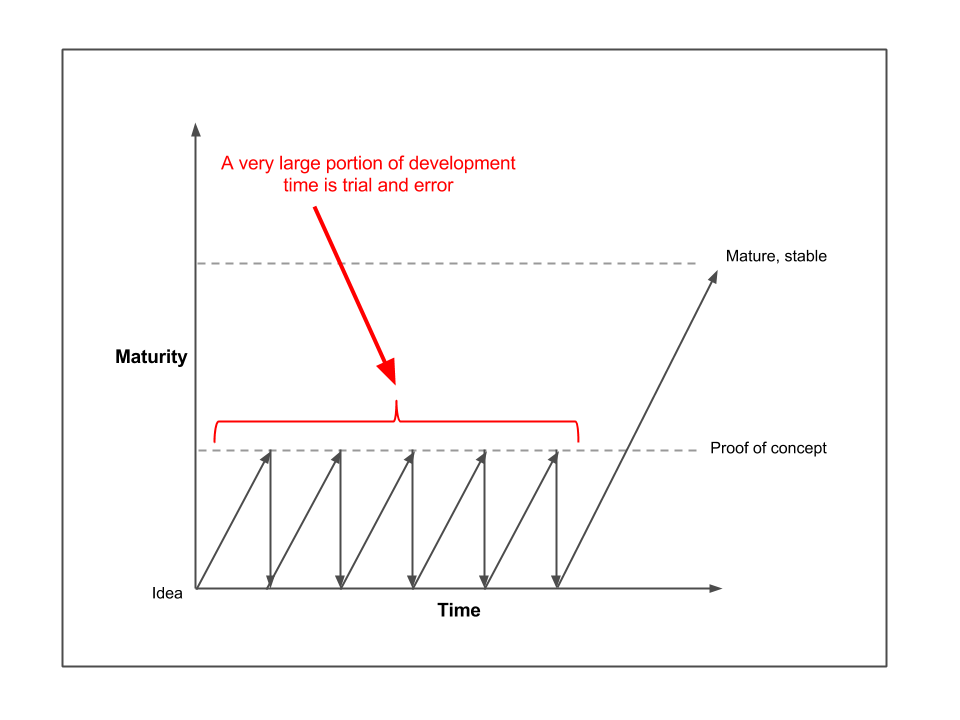 A very large portion of development
time is trial and error
Mature, stable
Maturity
Proof of concept
Idea
Time